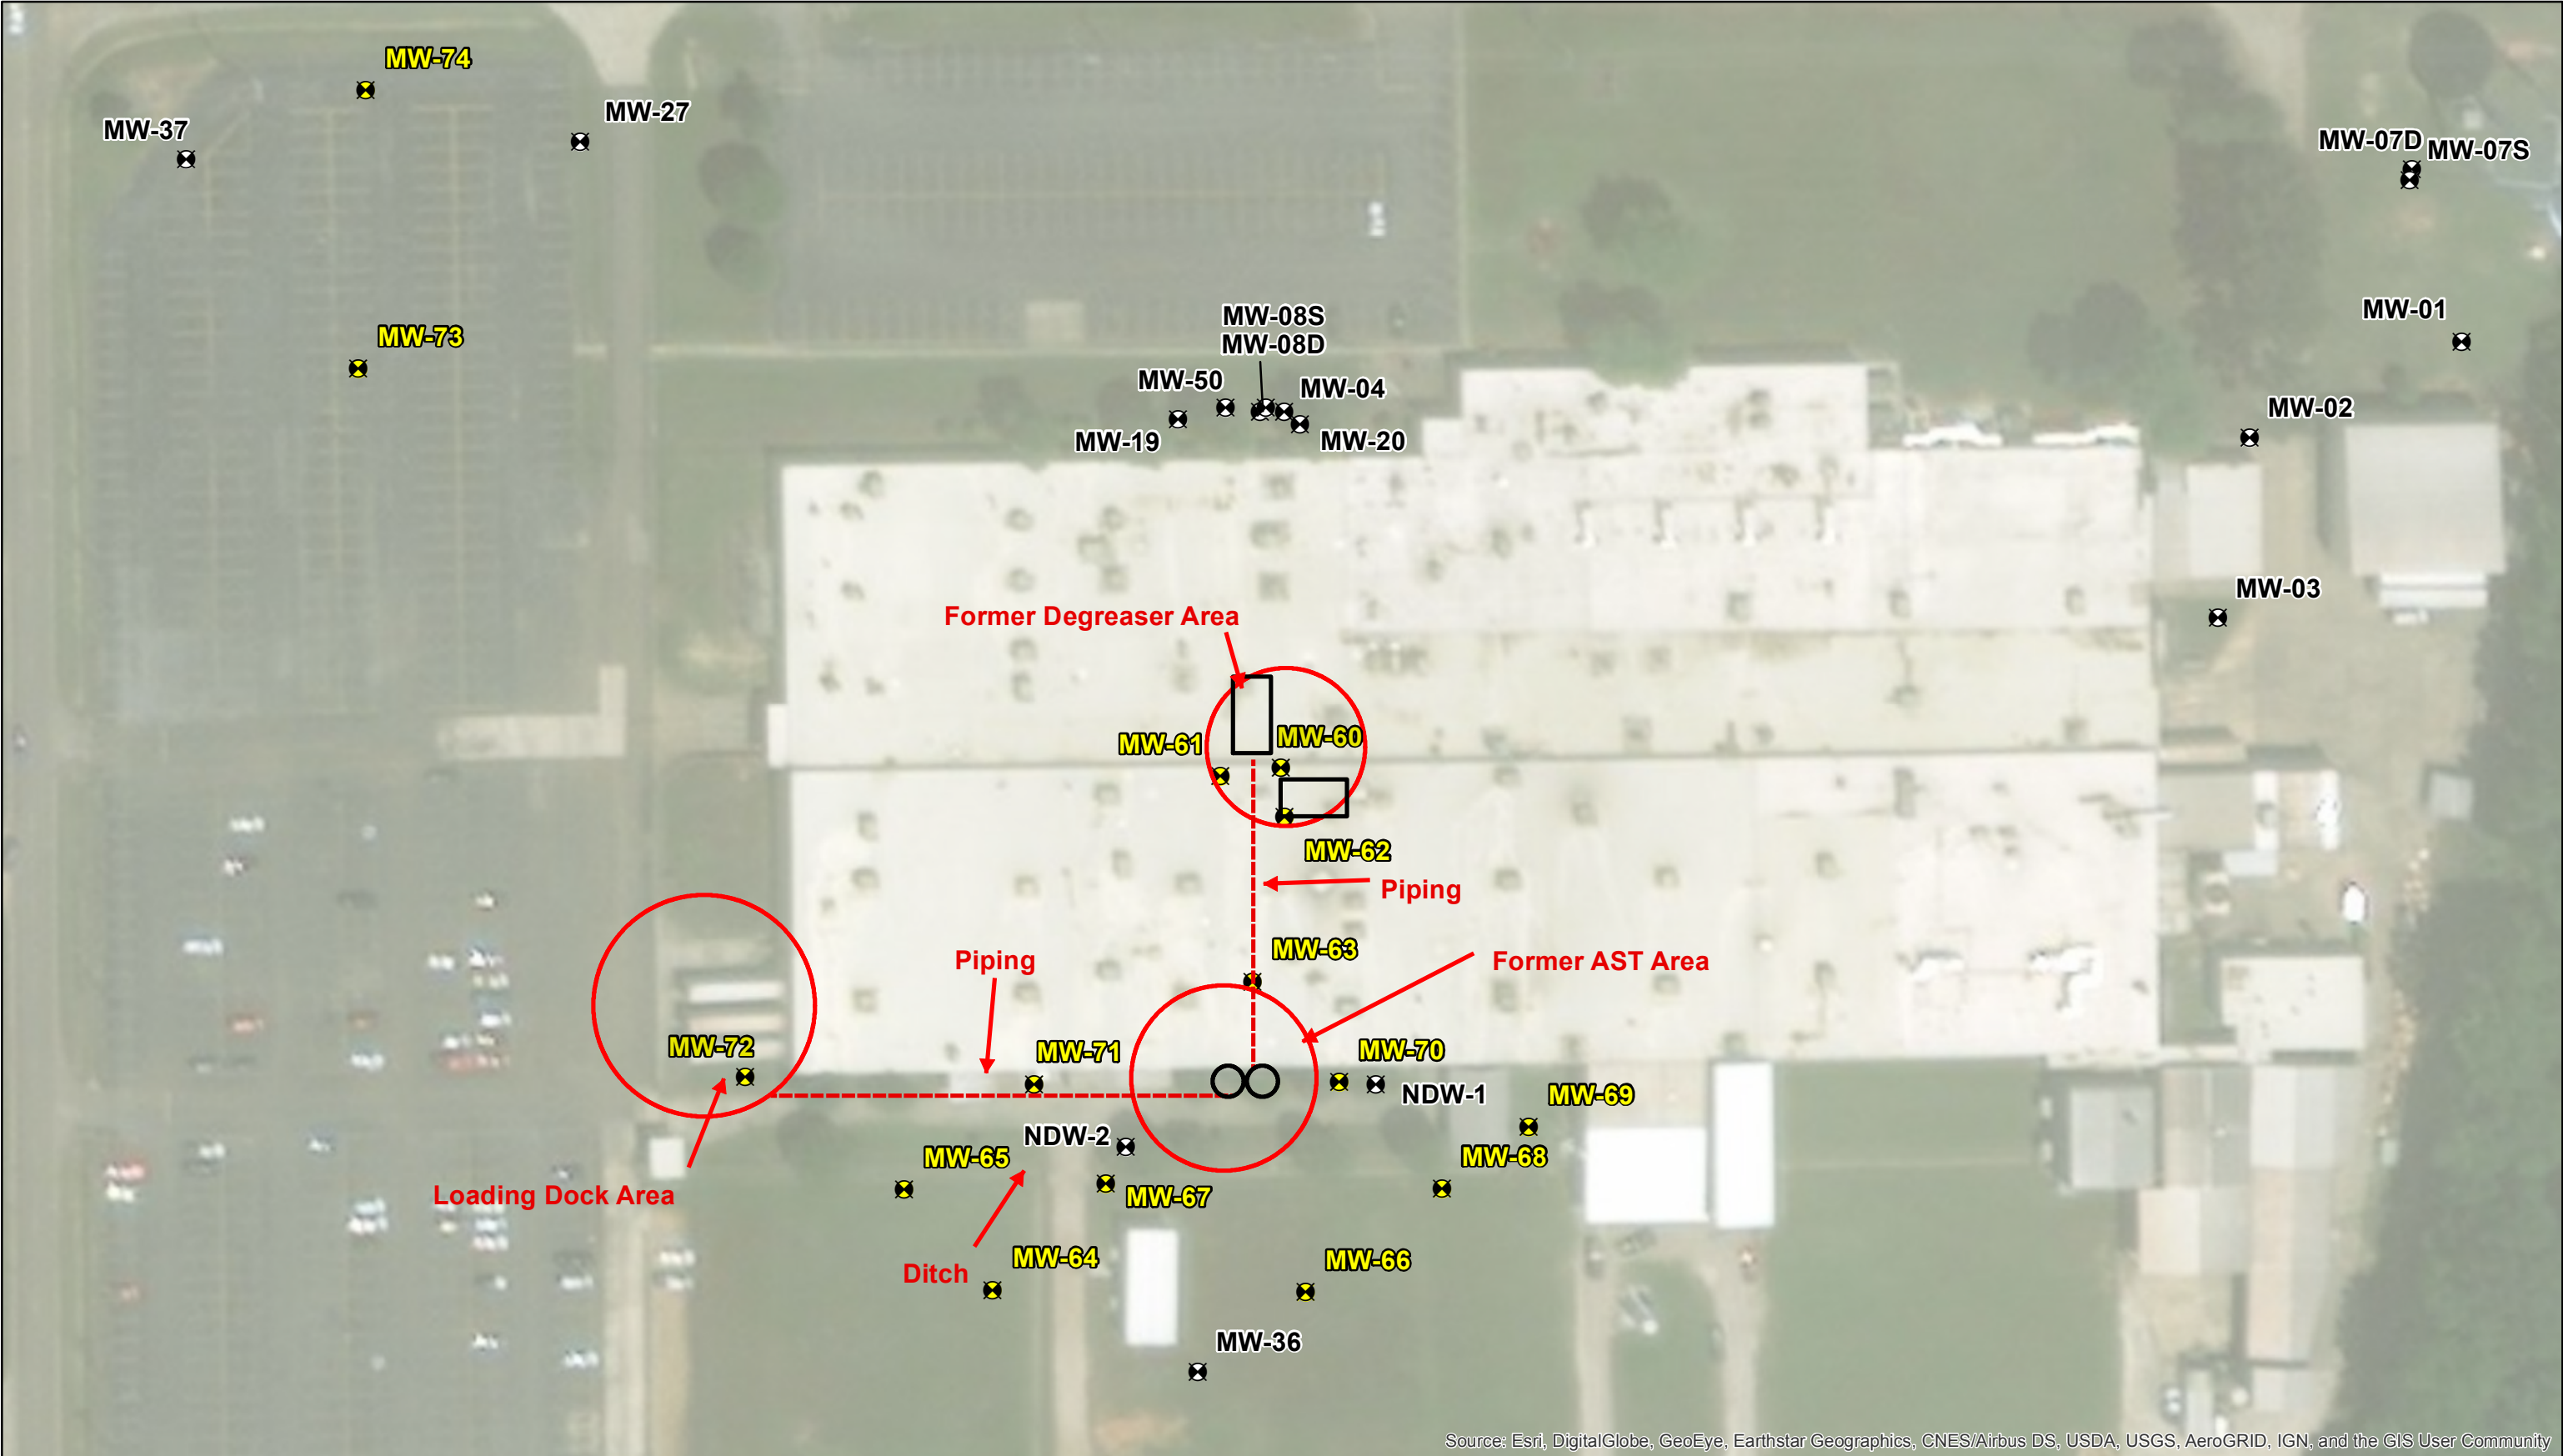 MW-74
MW-27
MW-37
MW-07D
MW-07S
MW-01
MW-73
MW-08S
MW-08D
MW-50
MW-04
MW-02
MW-19
MW-20
MW-03
Former Degreaser Area
MW-61
MW-60
MW-62
Piping
MW-63
Piping
Former AST Area
MW-72
MW-71
MW-70
NDW-1
MW-69
NDW-2
MW-65
MW-68
Loading Dock Area
MW-67
Ditch
MW-64
MW-66
MW-36
Source: Esri, DigitalGlobe, GeoEye, Earthstar Geographics, CNES/Airbus DS, USDA, USGS, AeroGRID, IGN, and the GIS User Community